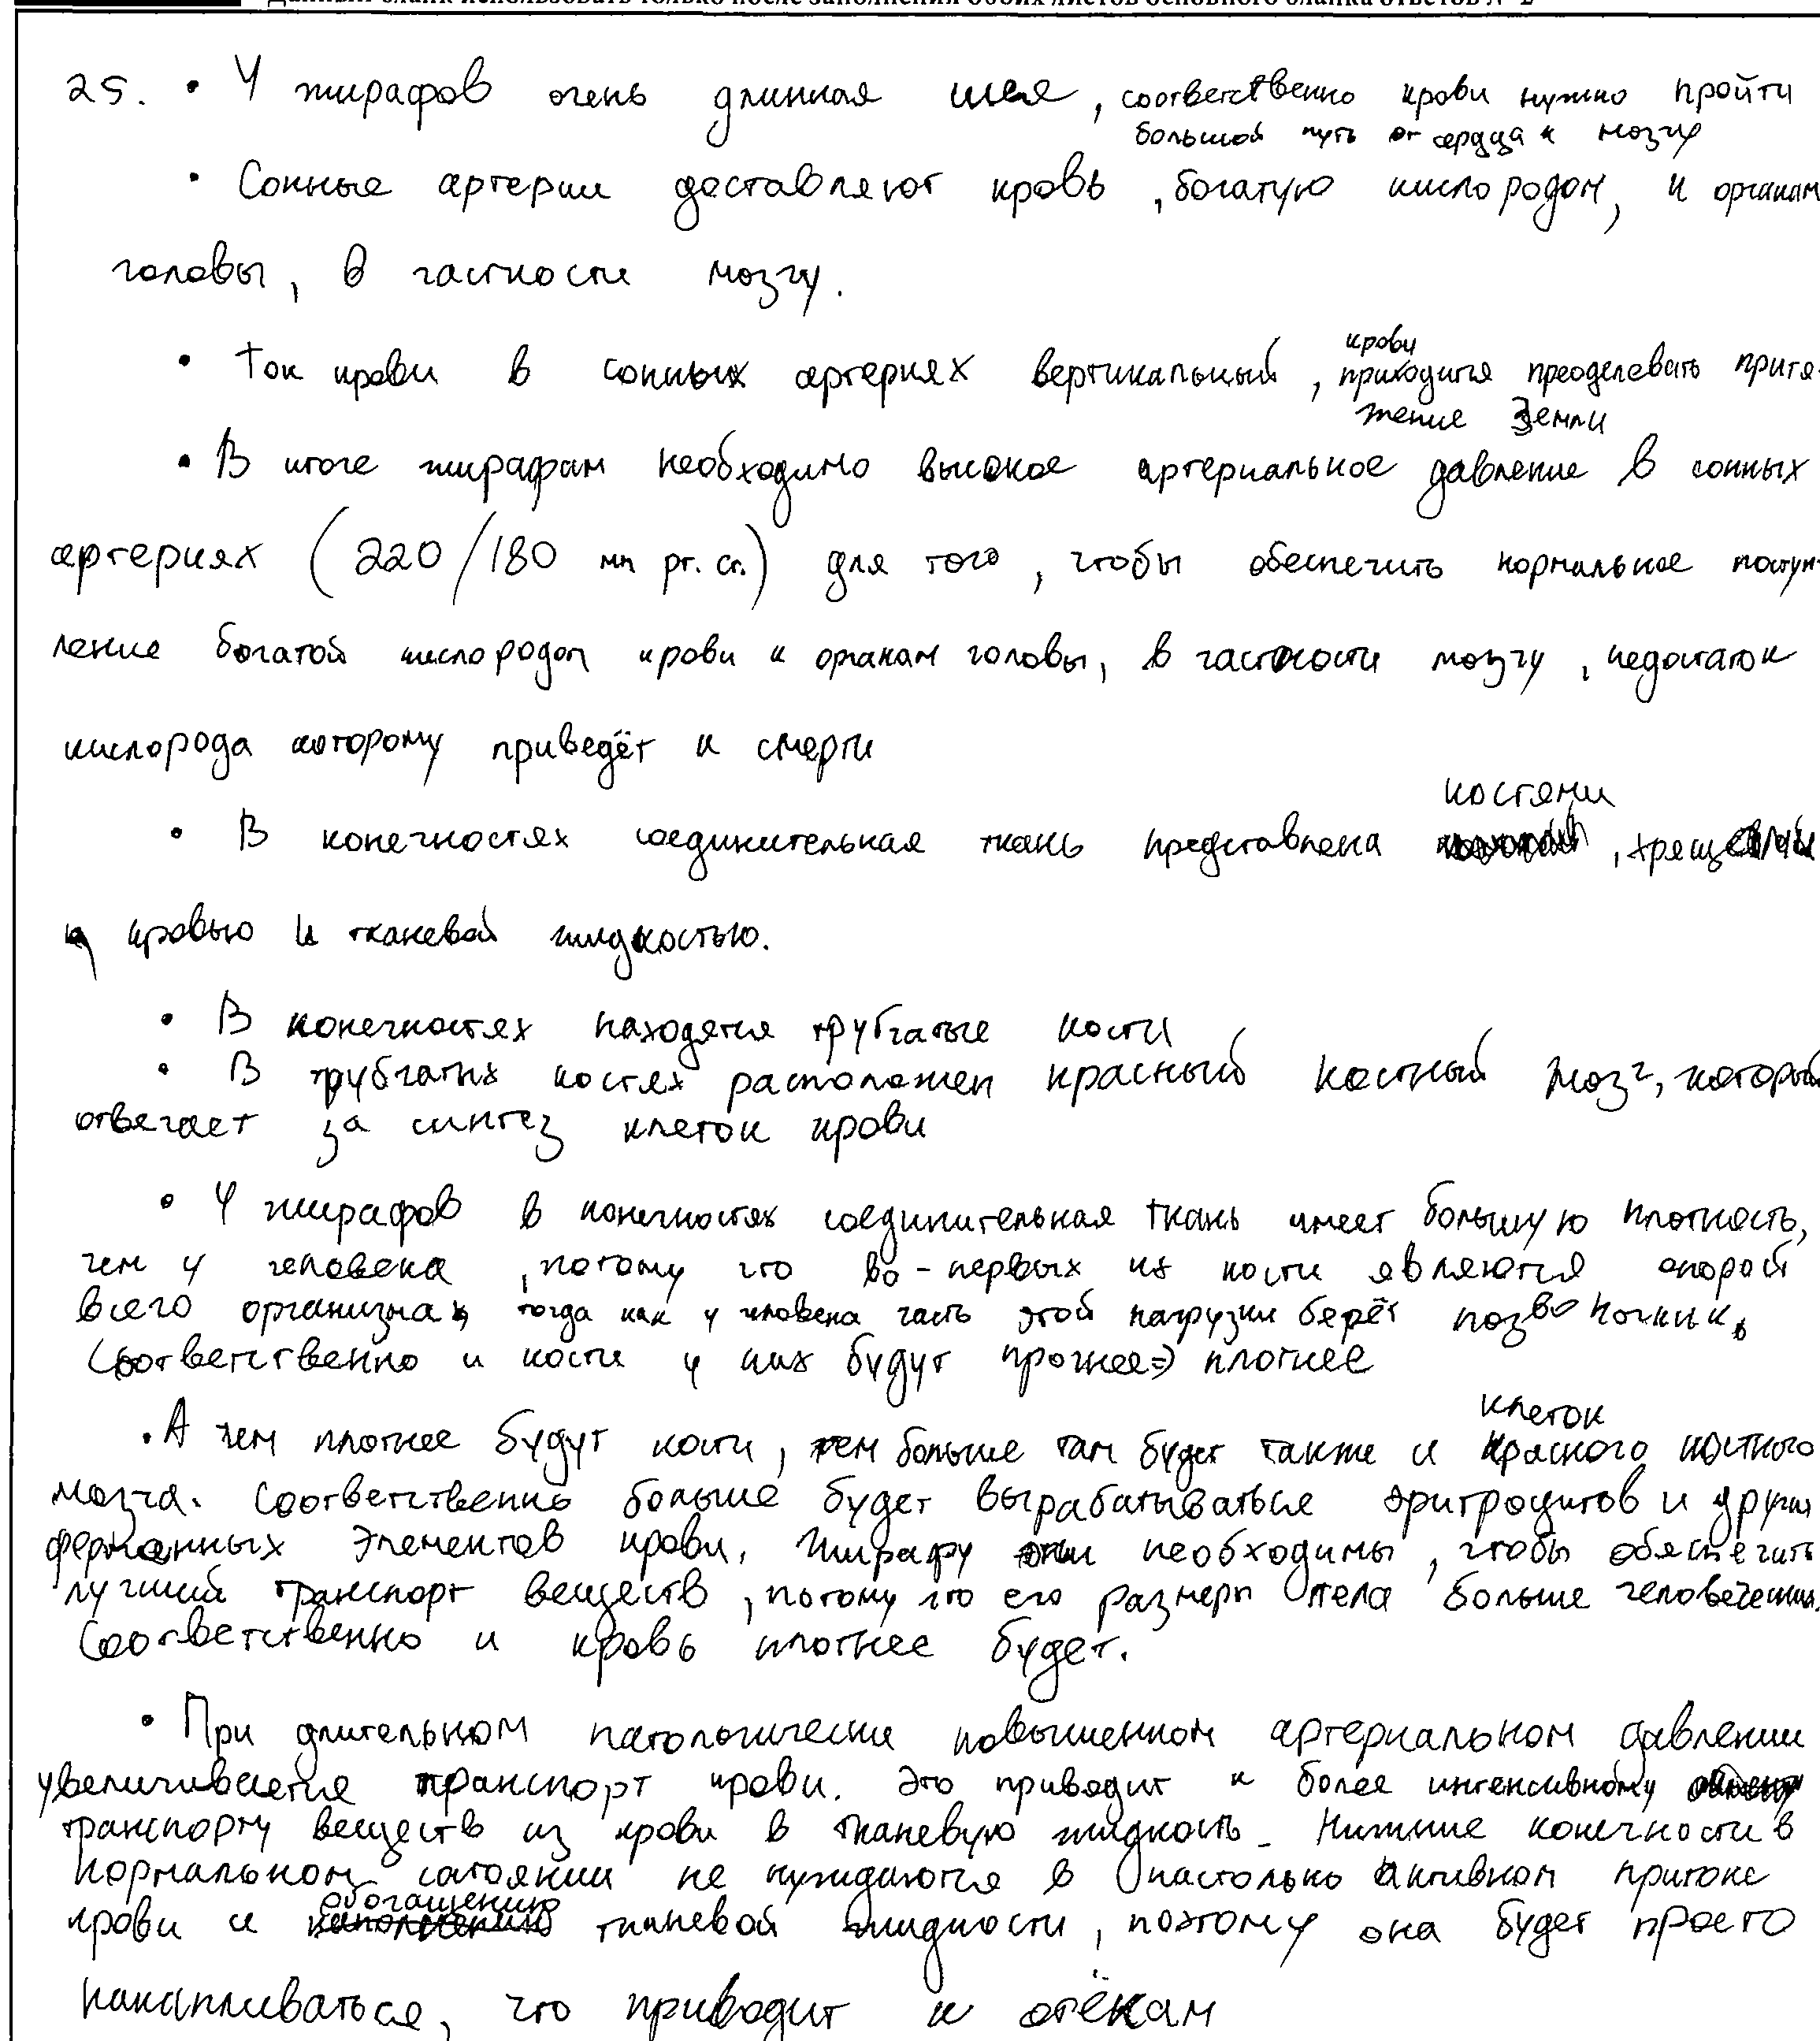 Данный бланк использовать только после заполнения обоих листов основного бланка ответов № 2
25. • У жирафов очень длинная шея, соответственно крови нужно пройти
большой путь от сердца к мозгу
• Сонные артерии доставляют кровь, богатую кислородом, к органам
головы, в частности мозгу.
• Ток крови в сонных артериях вертикальный, крови приходится преоделевать притя-
жение Земли
• В итоге жирафам необходимо высокое артериальное давление в сонных
артериях (220/180 мм рт. ст.) для того, чтобы обеспечить нормальное поступ-
ление богатой кислородом крови к органам головы, в частности мозгу, недостаток
кислорода которому приведёт к смерти
костями
• В конечностях соединительная ткань представлена ,
кровью и тканевой жидкостью.
• В конечностях находятся трубчатые кости
• В трубчатых костях расположен красный костный мозг, который
отвечает за синтез клеток крови
• У жирафов в конечностях соединительная ткань имеет большую плотность,
чем у человека, потому что во-первых их кости являются опорой
всего организма, тогда как у человека часть этой нагрузки берёт позвоночник,
Соответственно и кости у них будут прочнее => плотнее
клеток
• А чем плотнее будут кости, тем больше там будет также и красного костного
мозга. Соответственно больше будет вырабатываться эритроцитов и других
форменных элементов крови. Жирафу они необходимы, чтобы обяспечить
лучший транспорт веществ, потому что его размеры тела больше человеческих.
Соответственно и кровь плотнее будет.
• При длительном патологически повышенном артериальном давлении
увеличивается транспорт крови. Это приводит к более интенсивному
транспорту веществ из крови в тканевую жидкость. Нижние конечности в
нормальном сотоянии не нуждаются в настолько активном притоке
крови и обогащению тканевой жидкости, поэтому она будет просто
накапливаться, что приводит к отёкам